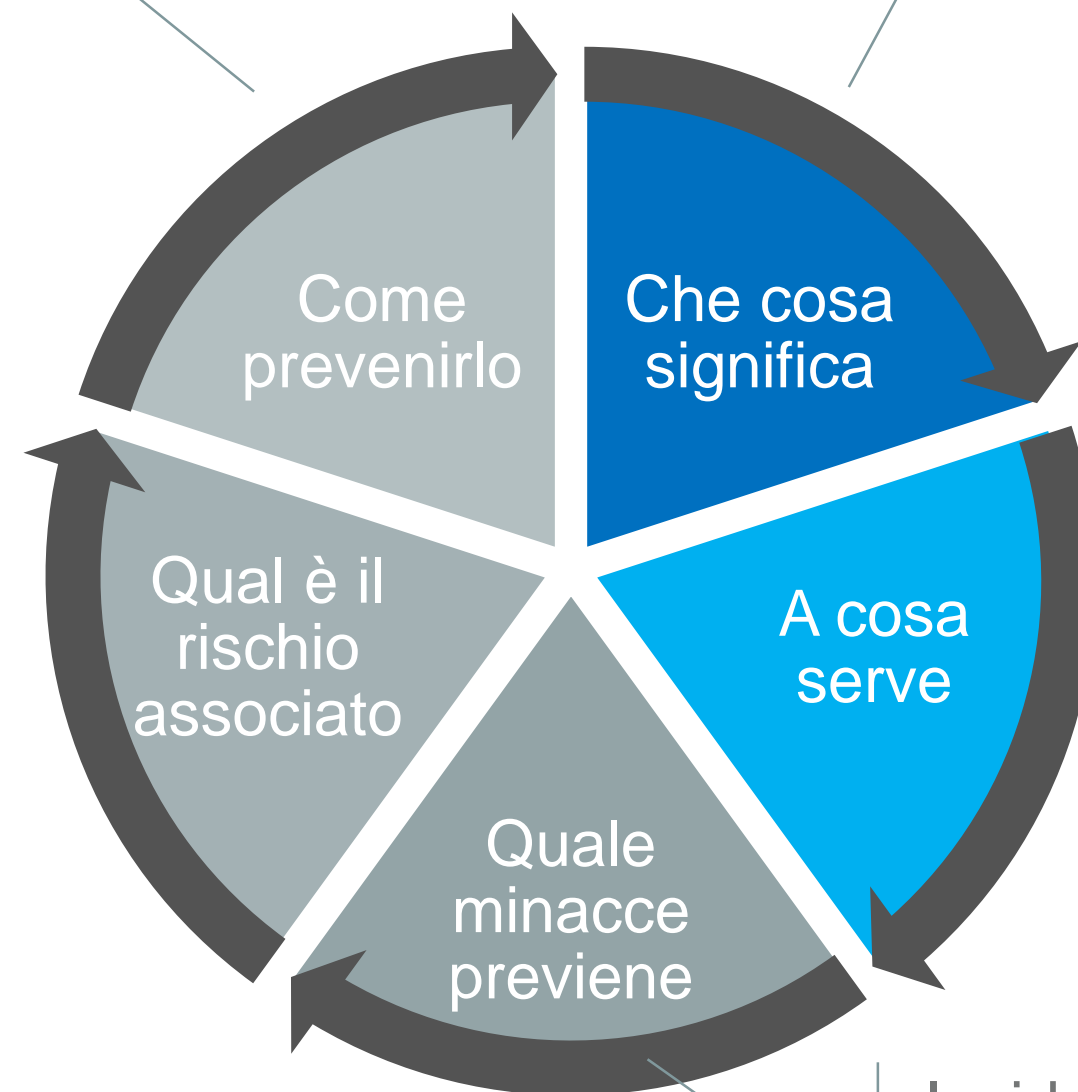 Che cosa
significa
A cosa
serve
Quale
minacce
previene
Qual è il
rischio
associato
Come
prevenirlo